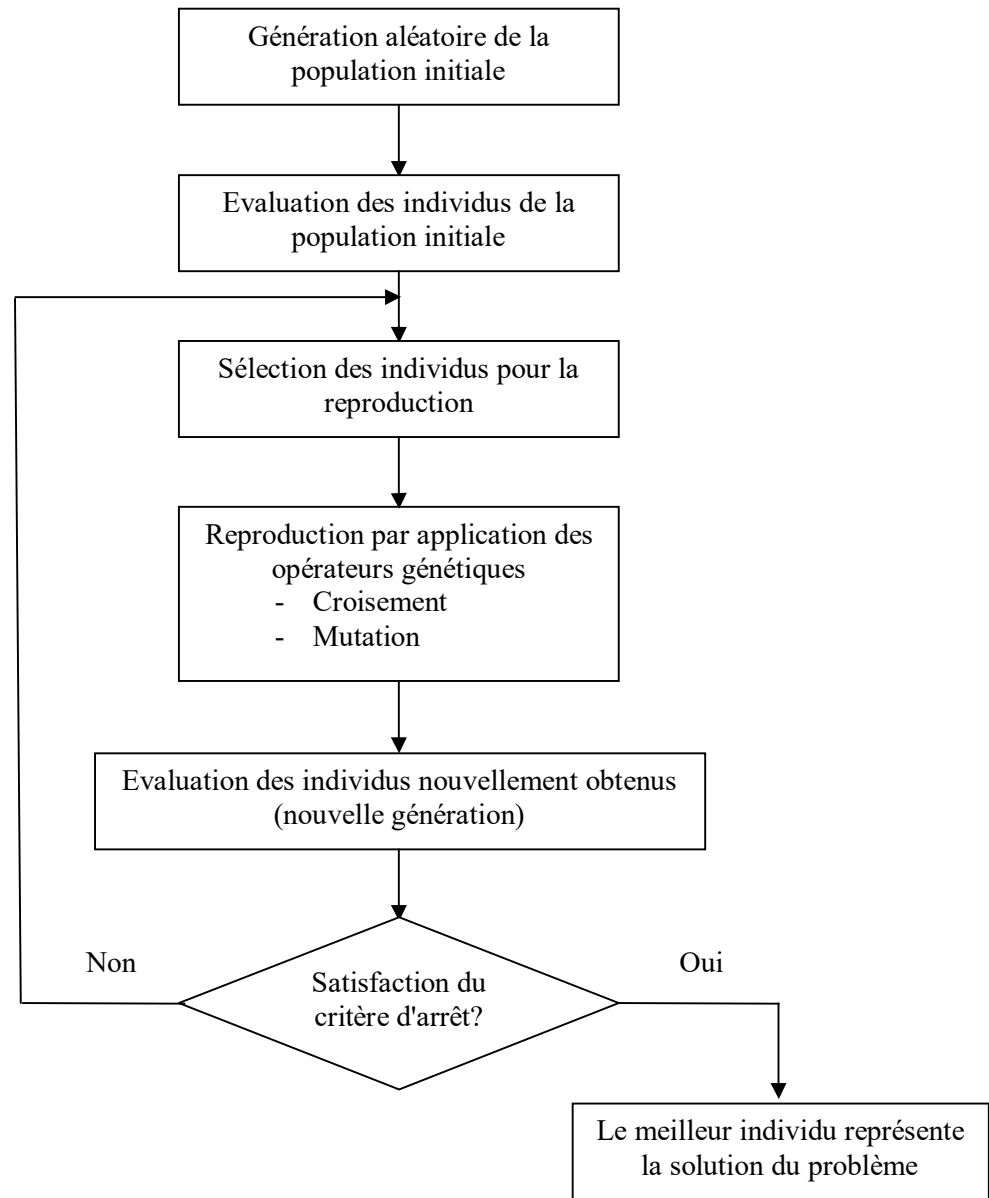 Génération aléatoire de la
population initiale
Evaluation des individus de la
population initiale
Sélection des individus pour la
reproduction
Reproduction par application des
opérateurs génétiques
- Croisement
- Mutation
Evaluation des individus nouvellement obtenus
(nouvelle génération)
Non
Satisfaction du
critère d'arrêt?
Oui
Le meilleur individu représente
la solution du problème